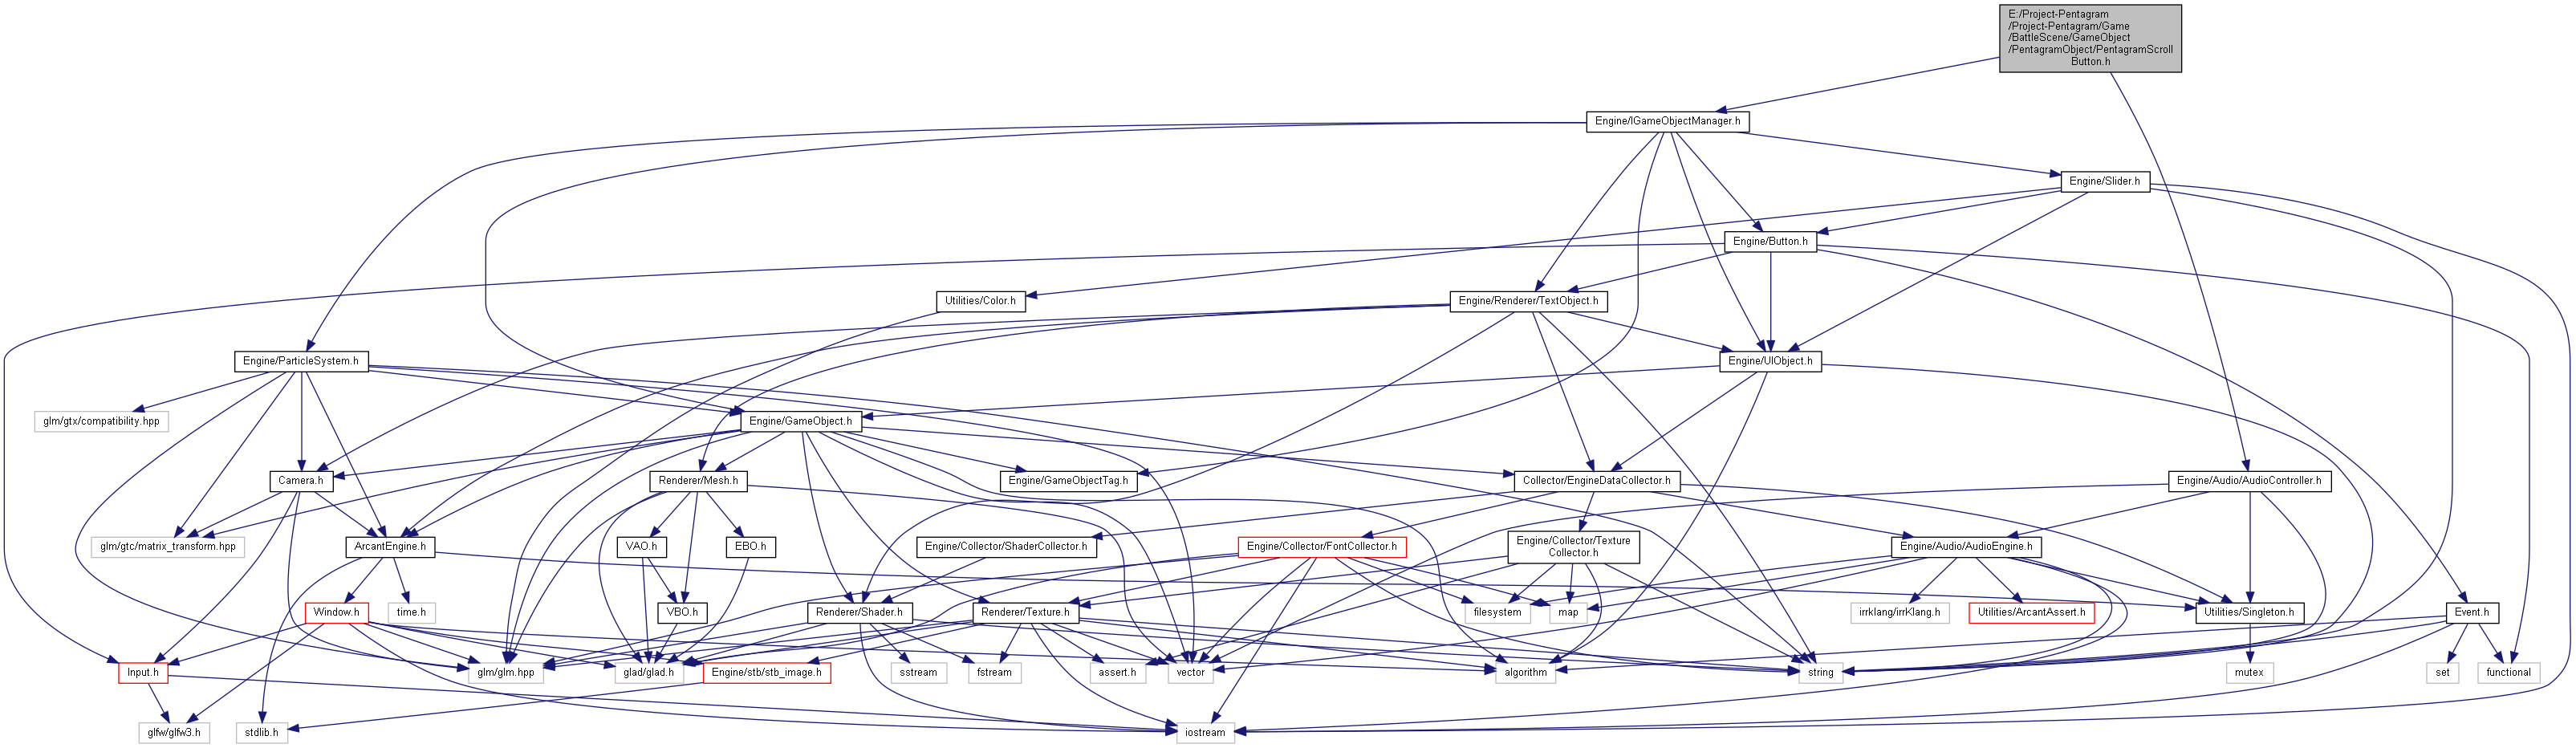 E:/Project-Pentagram
/Project-Pentagram/Game
/BattleScene/GameObject
/PentagramObject/PentagramScroll
Button.h
Engine/IGameObjectManager.h
Engine/Slider.h
Engine/Button.h
Utilities/Color.h
Engine/Renderer/TextObject.h
Engine/ParticleSystem.h
Engine/UIObject.h
glm/gtx/compatibility.hpp
Engine/GameObject.h
Camera.h
Renderer/Mesh.h
Engine/GameObjectTag.h
Collector/EngineDataCollector.h
Engine/Audio/AudioController.h
glm/gtc/matrix_transform.hpp
ArcantEngine.h
VAO.h
EBO.h
Engine/Collector/ShaderCollector.h
Engine/Collector/FontCollector.h
Engine/Collector/Texture
Collector.h
Engine/Audio/AudioEngine.h
Window.h
time.h
VBO.h
Renderer/Shader.h
Renderer/Texture.h
filesystem
map
irrklang/irrKlang.h
Utilities/ArcantAssert.h
Utilities/Singleton.h
Event.h
Input.h
glm/glm.hpp
glad/glad.h
Engine/stb/stb_image.h
sstream
fstream
assert.h
vector
algorithm
string
mutex
set
functional
glfw/glfw3.h
stdlib.h
iostream